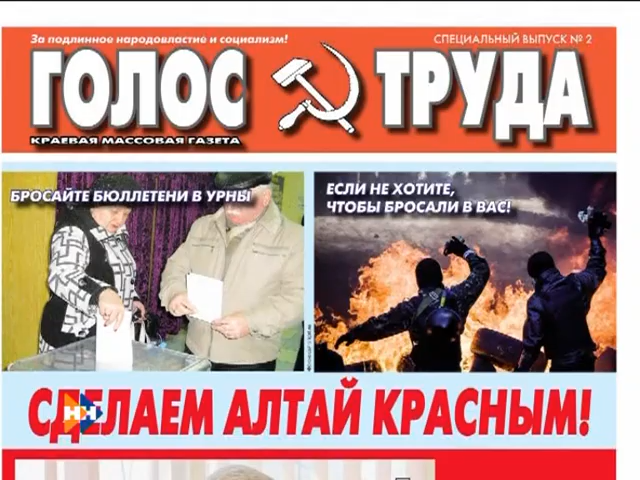 За подлинное народовластие и социализм!
СПЕЦИАЛЬНЫЙ ВЫПУСК № 2
ГОЛОС ТРУДА
КРАЕВАЯ МАССОВАЯ ГАЗЕТА
БРОСАЙТЕ БЮЛЛЕТЕНИ В УРНЫ
ЕСЛИ НЕ ХОТИТЕ,
ЧТОБЫ БРОСАЛИ В ВАС!
СДЕЛАЕМ АЛТАЙ КРАСНЫМ!
НН